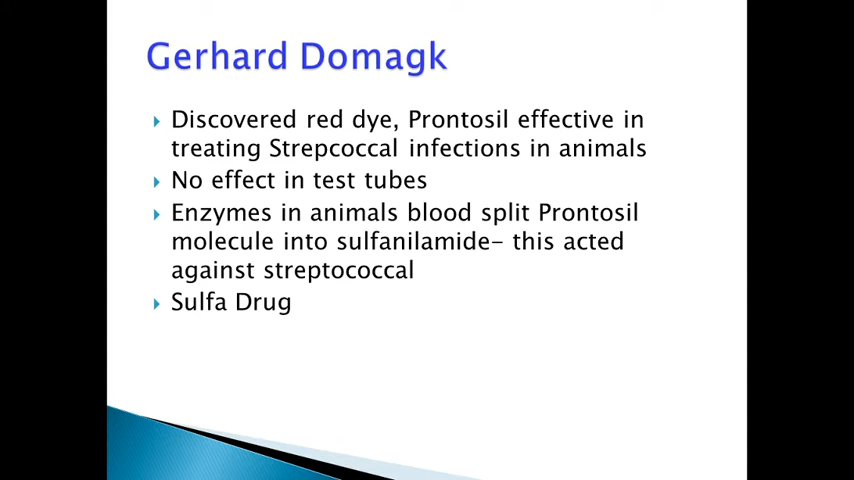 Gerhard Domagk
Discovered red dye, Prontosil effective in
treating Strepcoccal infections in animals
No effect in test tubes
Enzymes in animals blood split Prontosil
molecule into sulfanilamide- this acted
against streptococcal
Sulfa Drug